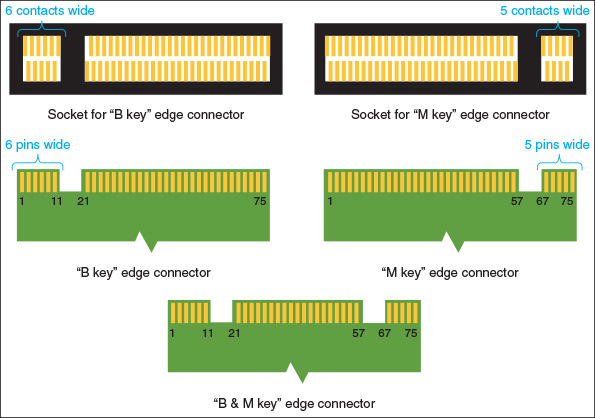 6 contacts wide
5 contacts wide
Socket for “B key” edge connector
Socket for “M key” edge connector
6 pins wide
5 pins wide
1 11 21 75
1 57 67 75
“B key” edge connector
“M key” edge connector
1 11 21 57 67 75
“B & M key” edge connector